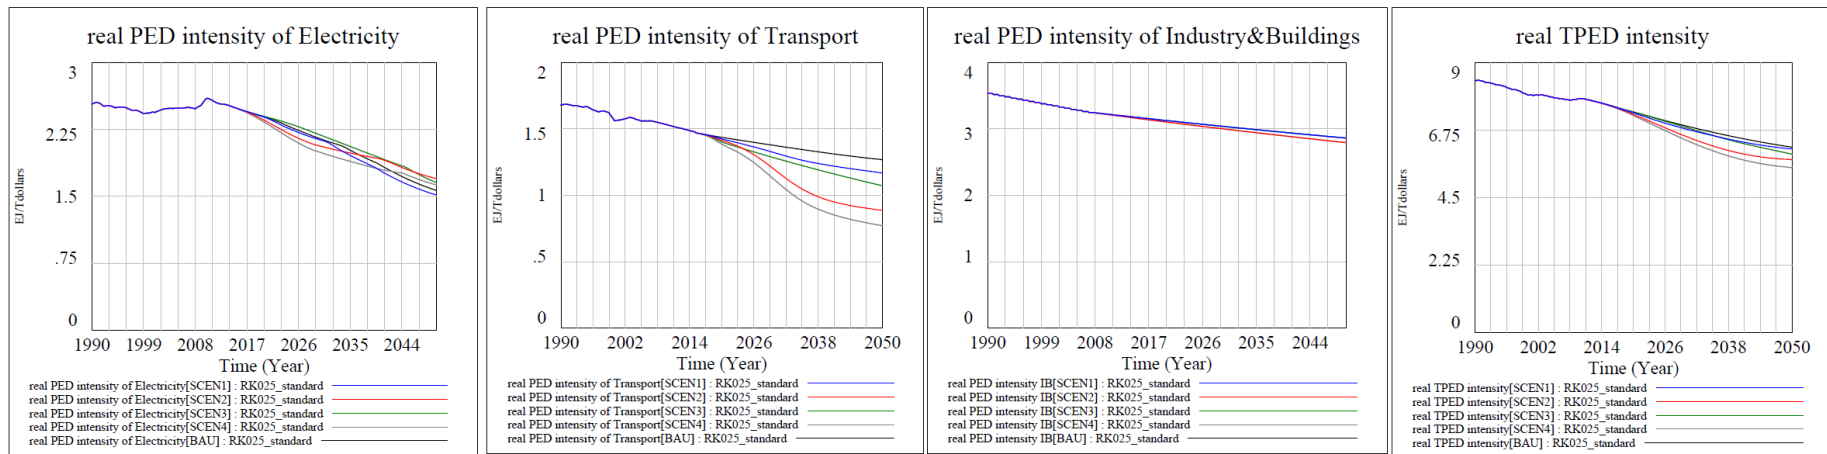 real PED intensity of Electricity
3
2.25
1.5
.75
0
EJ/Tdollars
1990 1999 2008 2017 2026 2035 2044
Time (Year)
real PED intensity of Electricity[SCEN1] : RK025_standard
real PED intensity of Electricity[SCEN2] : RK025_standard
real PED intensity of Electricity[SCEN3] : RK025_standard
real PED intensity of Electricity[SCEN4] : RK025_standard
real PED intensity of Electricity[BAU] : RK025_standard
real PED intensity of Transport
2
1.5
1
.5
0
EJ/Tdollars
1990 2002 2014 2026 2038 2050
Time (Year)
real PED intensity of Transport[SCEN1] : RK025_standard
real PED intensity of Transport[SCEN2] : RK025_standard
real PED intensity of Transport[SCEN3] : RK025_standard
real PED intensity of Transport[SCEN4] : RK025_standard
real PED intensity of Transport[BAU] : RK025_standard
real PED intensity of Industry&Buildings
4
3
2
1
0
EJ/Tdollars
1990 1999 2008 2017 2026 2035 2044
Time (Year)
real PED intensity IB[SCEN1] : RK025_standard
real PED intensity IB[SCEN2] : RK025_standard
real PED intensity IB[SCEN3] : RK025_standard
real PED intensity IB[SCEN4] : RK025_standard
real PED intensity IB[BAU] : RK025_standard
real TPED intensity
9
6.75
4.5
2.25
0
EJ/Tdollars
1990 2002 2014 2026 2038 2050
Time (Year)
real TPED intensity[SCEN1] : RK025_standard
real TPED intensity[SCEN2] : RK025_standard
real TPED intensity[SCEN3] : RK025_standard
real TPED intensity[SCEN4] : RK025_standard
real TPED intensity[BAU] : RK025_standard